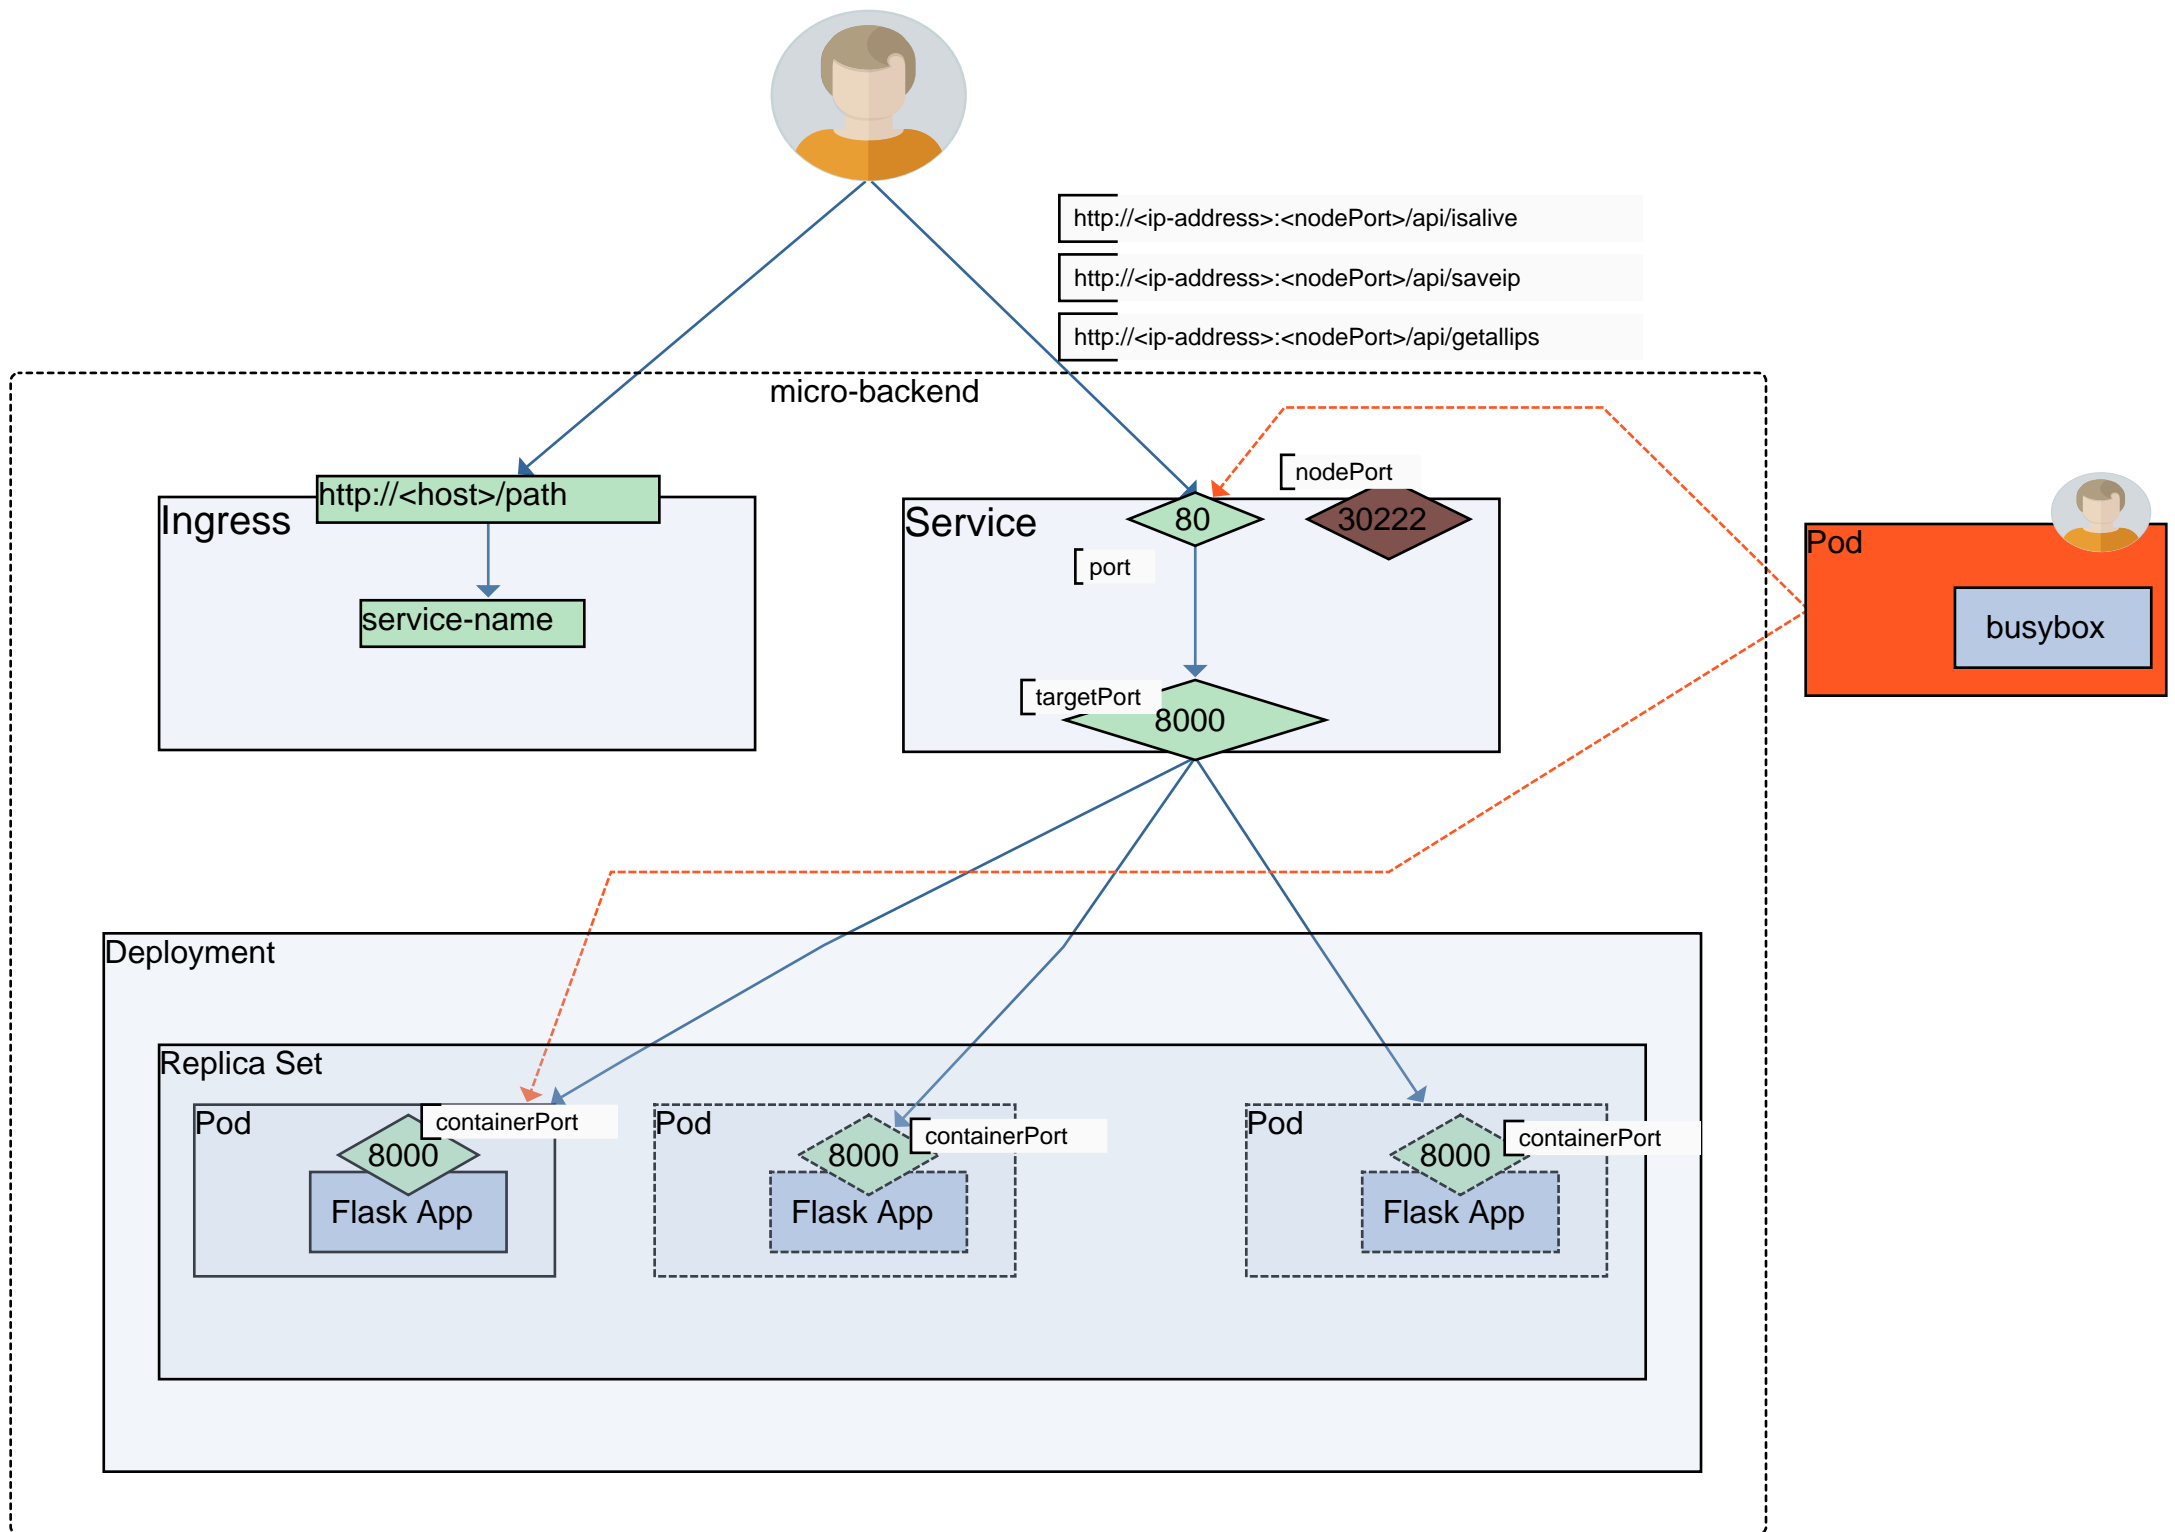 http://<ip-address>:<nodePort>/api/isalive
http://<ip-address>:<nodePort>/api/saveip
http://<ip-address>:<nodePort>/api/getallips
micro-backend
nodePort
http://<host>/path
Ingress
Service
80
30222
Pod
port
service-name
busybox
targetPort
8000
Deployment
Replica Set
Pod
containerPort
8000
Flask App
Pod
containerPort
8000
Flask App
Pod
containerPort
8000
Flask App